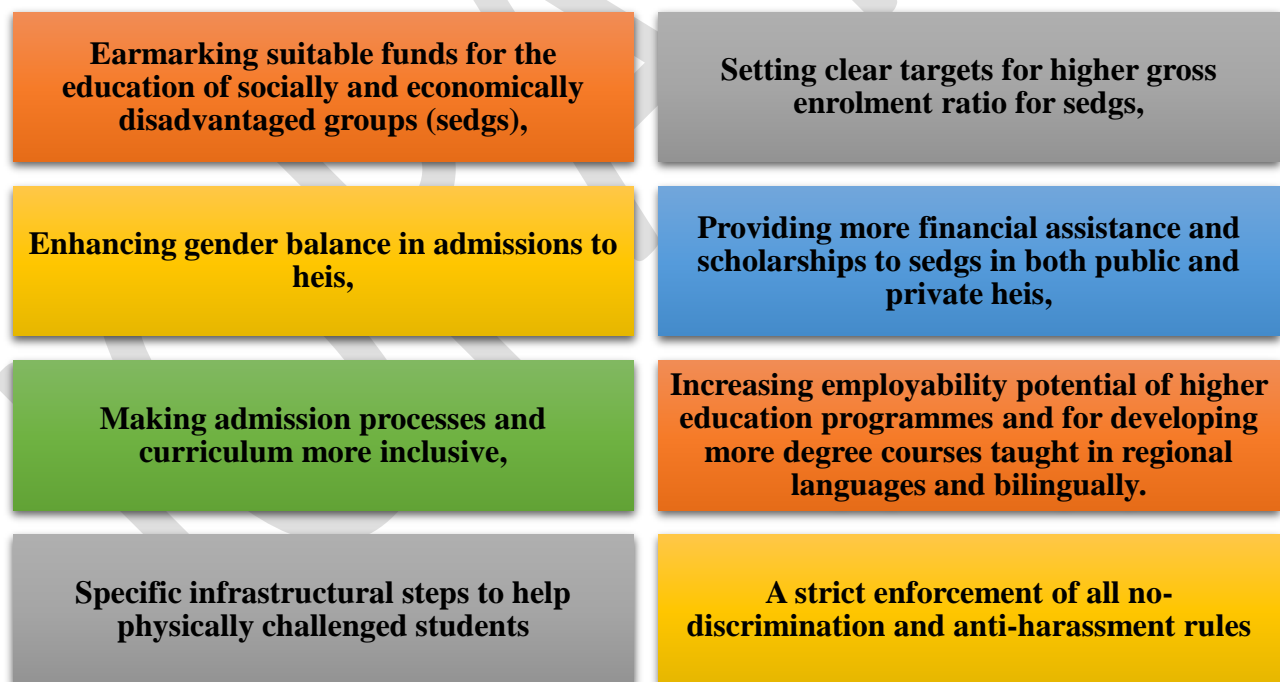 Earmarking suitable funds for the
education of socially and economically
disadvantaged groups (sedgs),
Setting clear targets for higher gross
enrolment ratio for sedgs,
Enhancing gender balance in admissions to
heis,
Providing more financial assistance and
scholarships to sedgs in both public and
private heis,
Making admission processes and
curriculum more inclusive,
Increasing employability potential of higher
education programmes and for developing
more degree courses taught in regional
languages and bilingually.
Specific infrastructural steps to help
physically challenged students
A strict enforcement of all no-
discrimination and anti-harassment rules